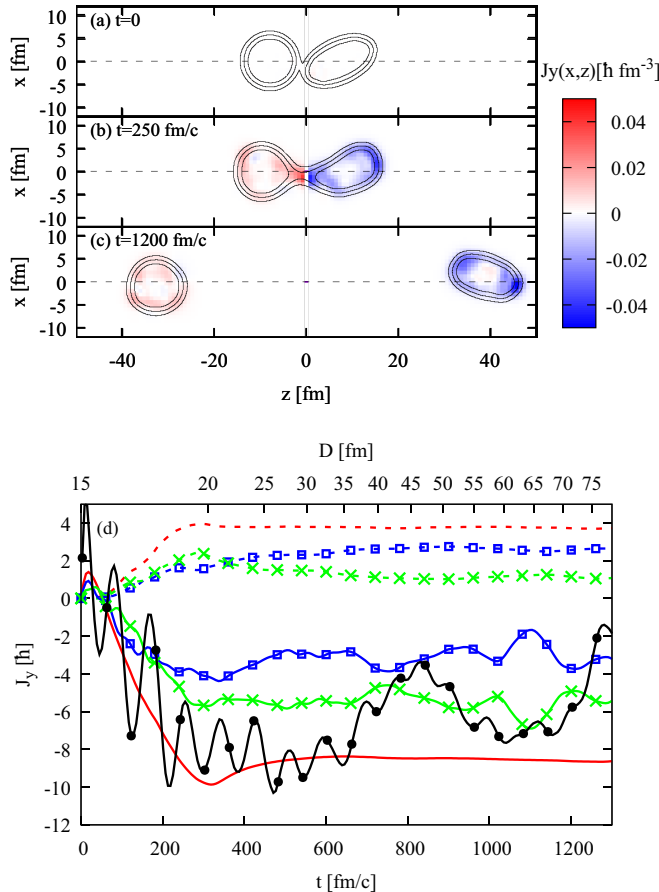 (a) t=0
10
5
0
-5
-10
x [fm]
(b) t=250 fm/c
10
5
0
-5
-10
x [fm]
(c) t=1200 fm/c
10
5
0
-5
-10
x [fm]
-40 -20 0 20 40
z [fm]
Jy(x,z)[ħ fm-3]
0.04
0.02
0
-0.02
-0.04
D [fm]
15 20 25 30 35 40 45 50 55 60 65 70 75
(d)
4
2
0
-2
-4
-6
-8
-10
-12
Jy [ħ]
0 200 400 600 800 1000 1200
t [fm/c]